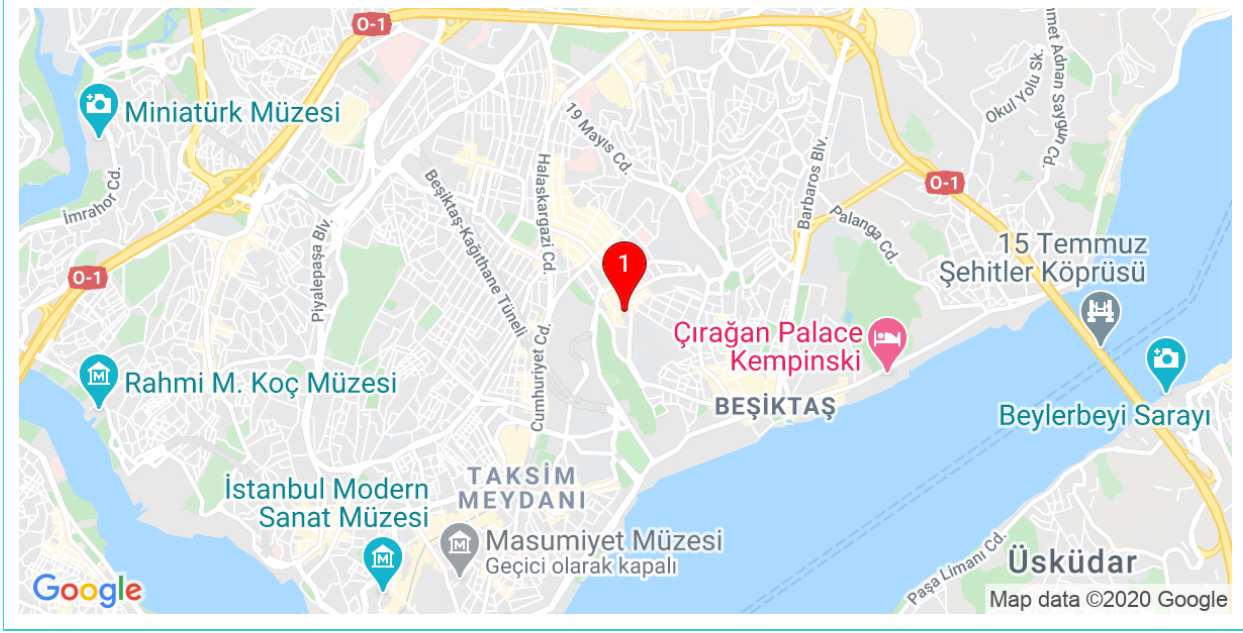 O-1
Miniatürk Müzesi
19 Mayıs Cd.
Okul Yolu Sk.
met Adnan Saygun Cd.
İmrahor Cd.
Halaskargazi Cd.
Beşiktaş-Kağıthane Tüneli
Barbaros Blv.
O-1
Palanga Cd.
Piyalepaşa Blv.
1
15 Temmuz
Şehitler Köprüsü
O-1
Çırağan Palace
Kempinski
Cumhuriyet Cd.
Rahmi M. Koç Müzesi
BEŞİKTAŞ
Beylerbeyi Sarayı
TAKSİM
MEYDANI
İstanbul Modern
Sanat Müzesi
Masumiyet Müzesi
Geçici olarak kapalı
Paşa Limanı Cd.
Üsküdar
Google
Map data ©2020 Google